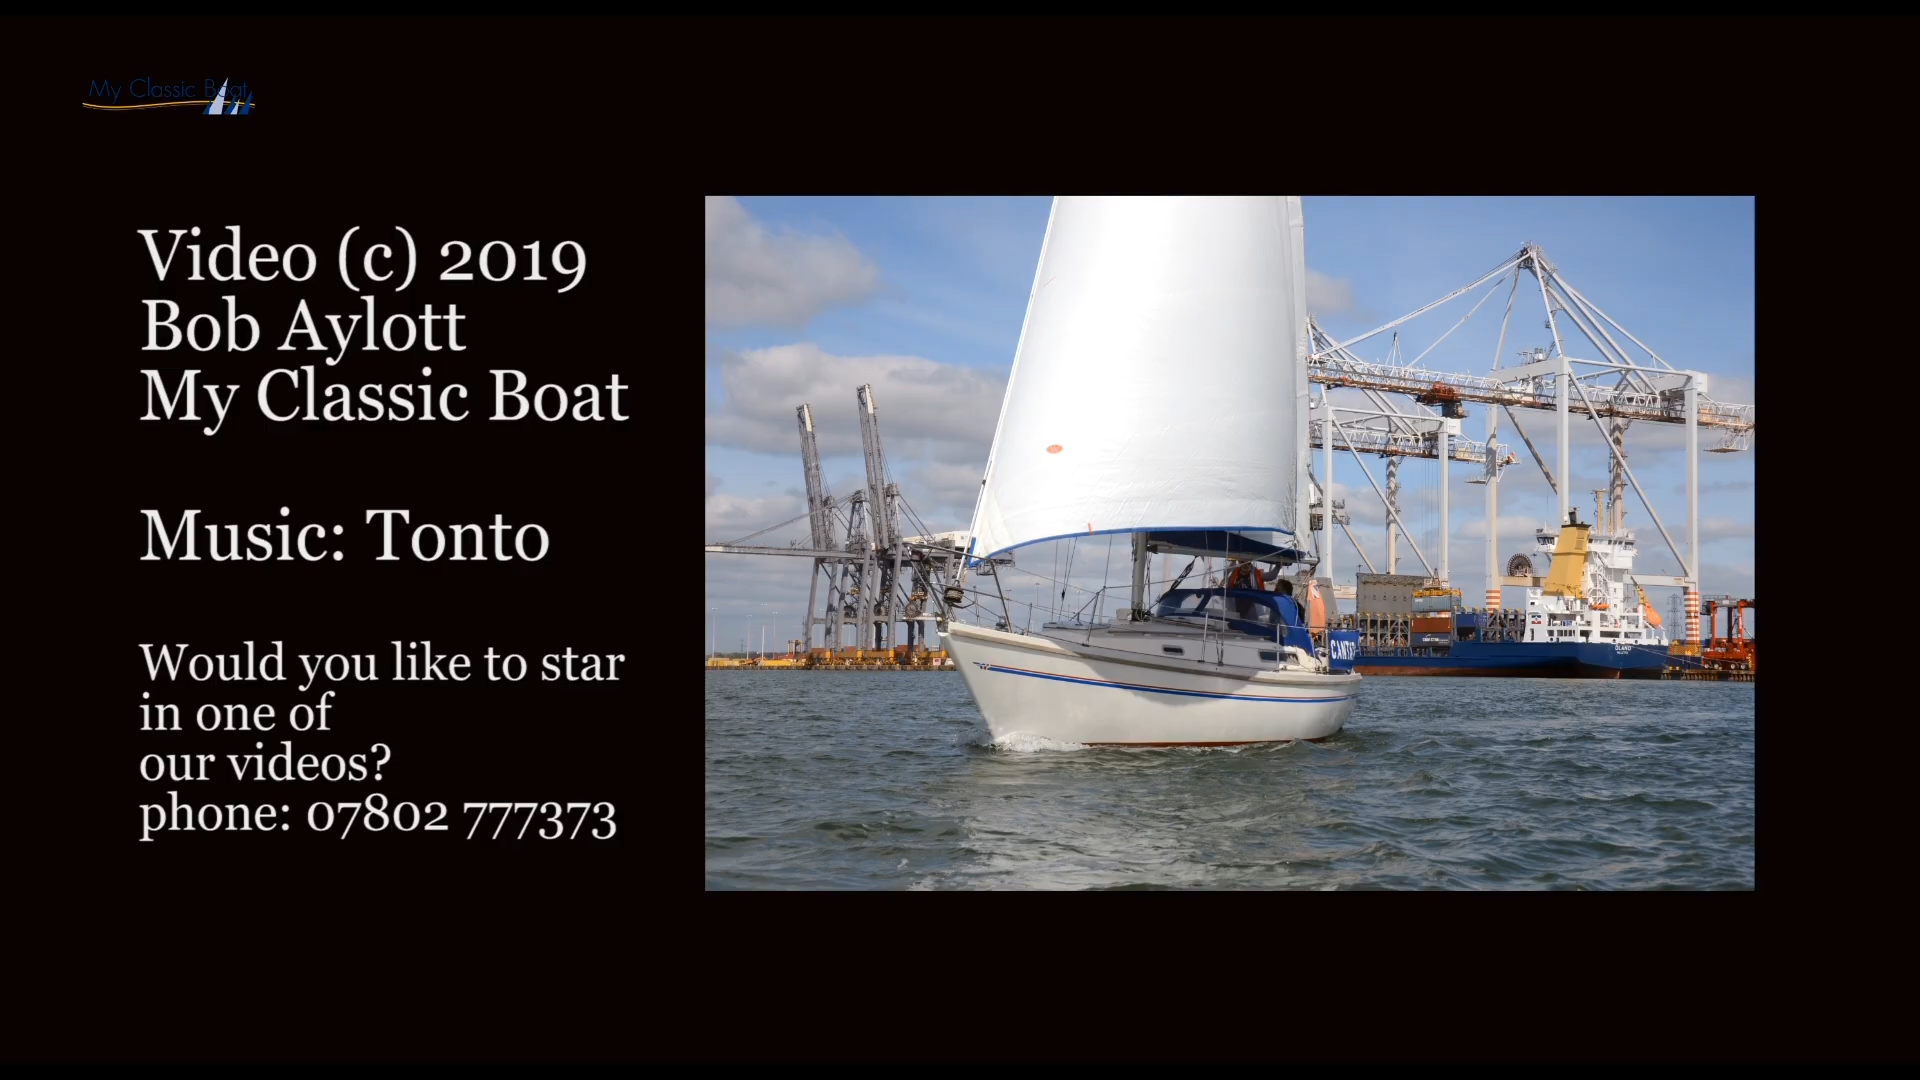 My Classic Boat
Video (c) 2019
Bob Aylott
My Classic Boat
Music: Tonto
Would you like to star
in one of
our videos?
phone: 07802 777373